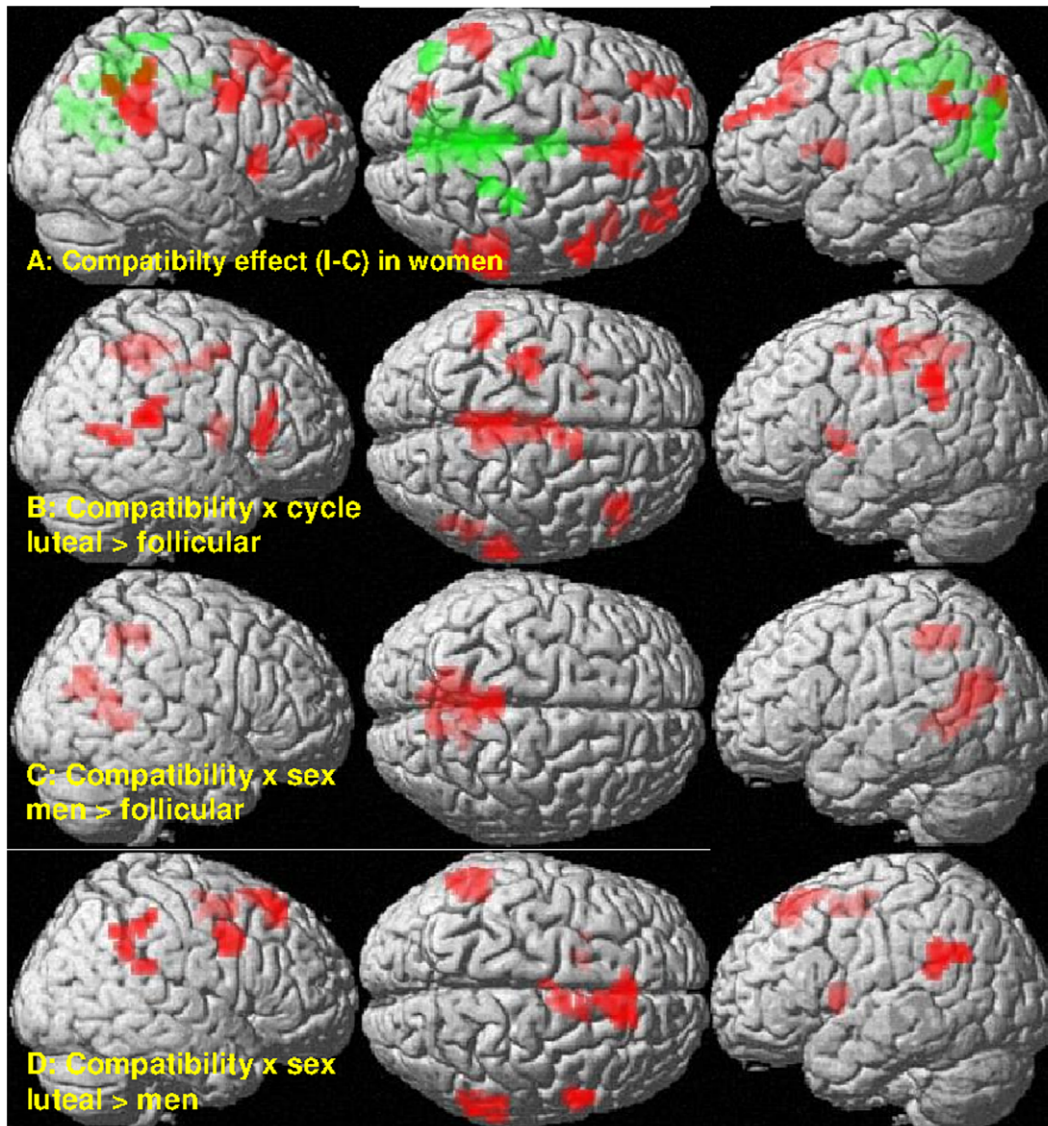 A: Compatibilty effect (I-C) in women
B: Compatibility x cycle
luteal > follicular
C: Compatibility x sex
men > follicular
D: Compatibility x sex
luteal > men